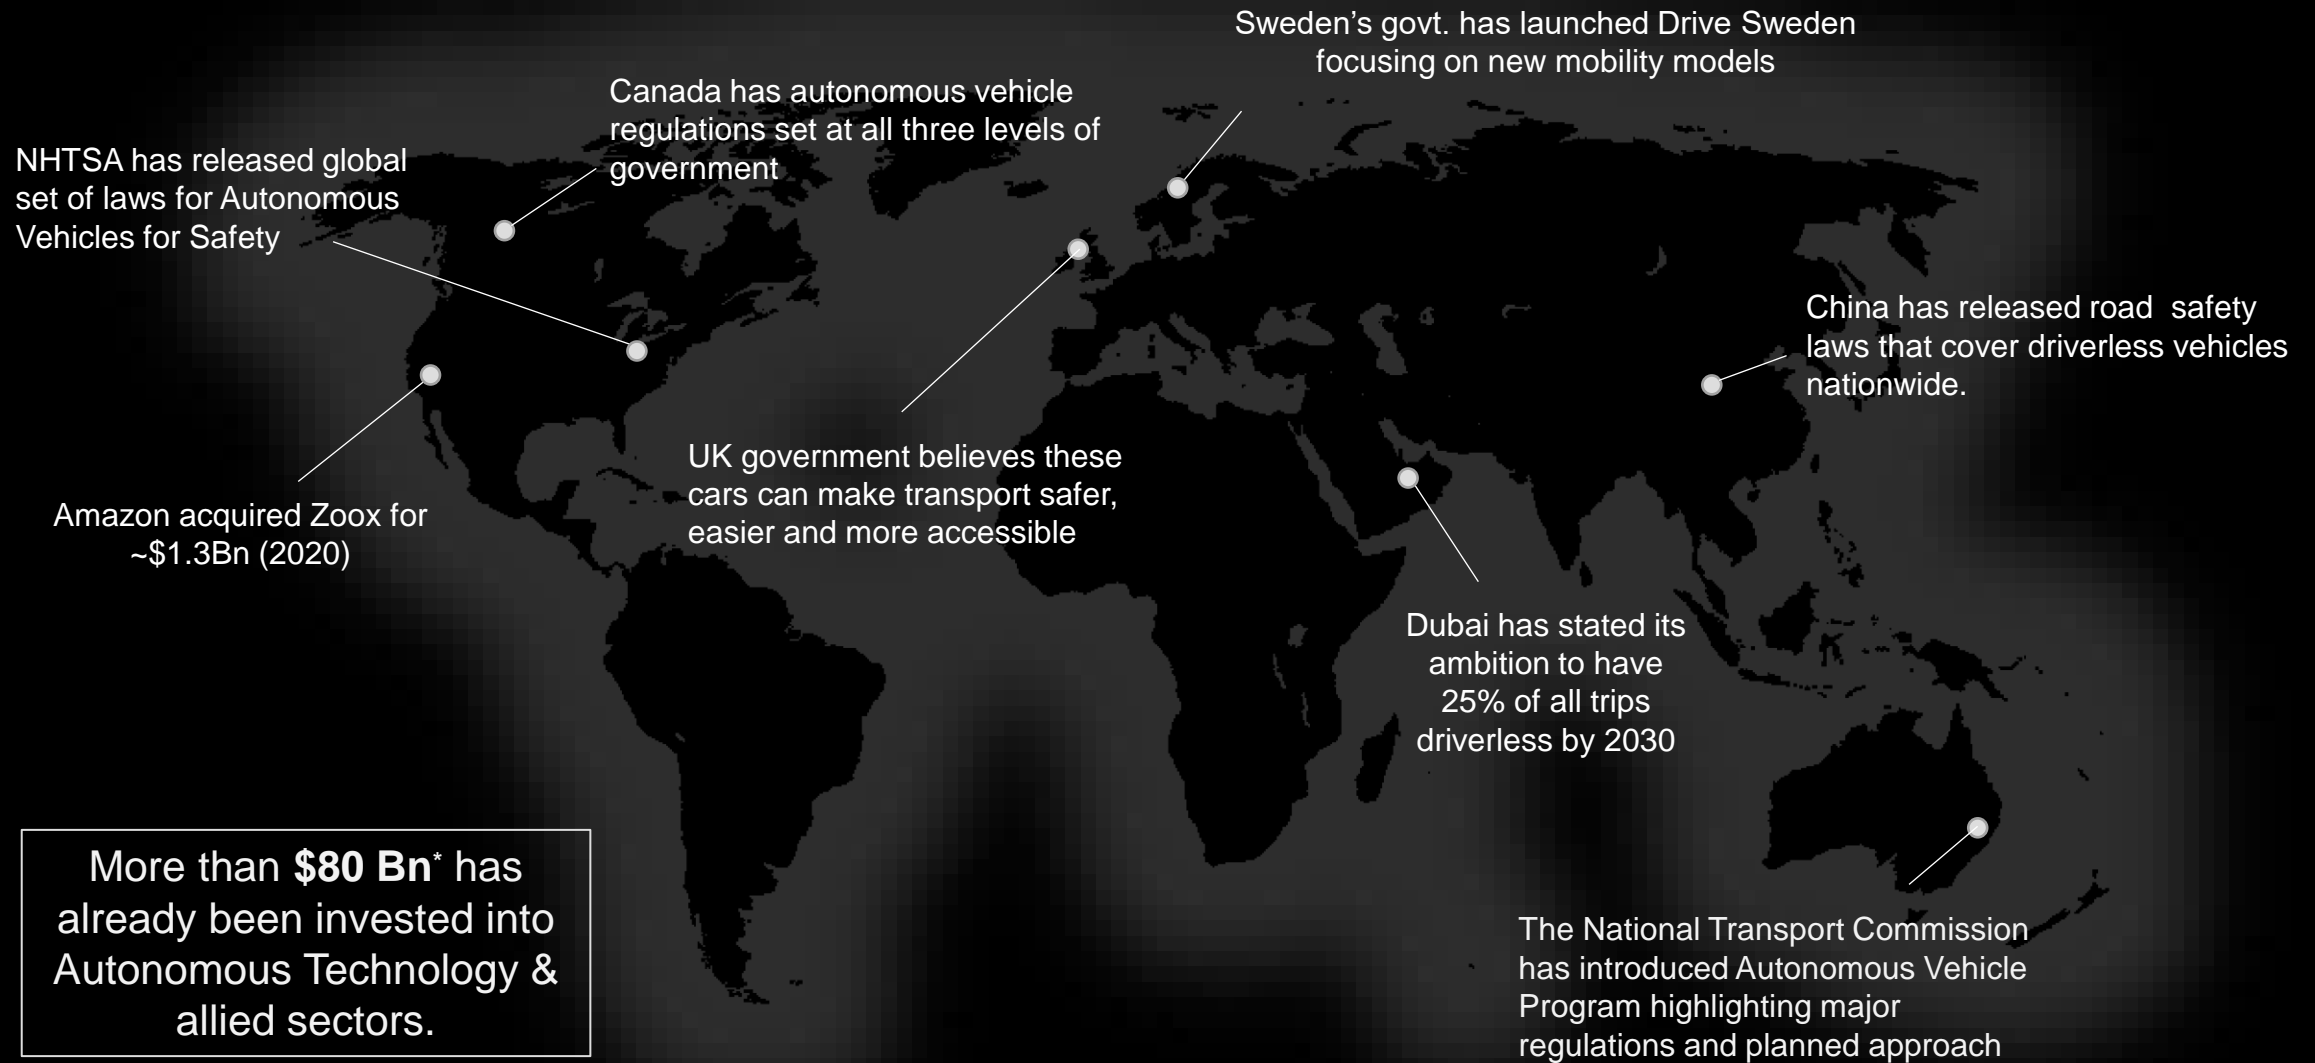 Sweden's govt. has launched Drive Sweden
focusing on new mobility models
Canada has autonomous vehicle
regulations set at all three levels of
government
NHTSA has released global
set of laws for Autonomous
Vehicles for Safety
China has released road  safety
laws that cover driverless vehicles
nationwide.
UK government believes these
cars can make transport safer,
easier and more accessible
Amazon acquired Zoox for
~$1.3Bn (2020)
Dubai has stated its
ambition to have
25% of all trips
driverless by 2030
More than $80 Bn* has
already been invested into
Autonomous Technology &
allied sectors.
The National Transport Commission
has introduced Autonomous Vehicle
Program highlighting major
regulations and planned approach